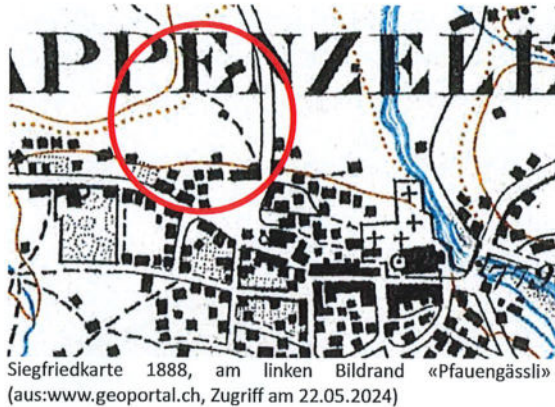 APPENZELL
Siegfriedkarte 1888, am linken Bildrand «Pfauengässli»
(aus:www.geoportal.ch, Zugriff am 22.05.2024)